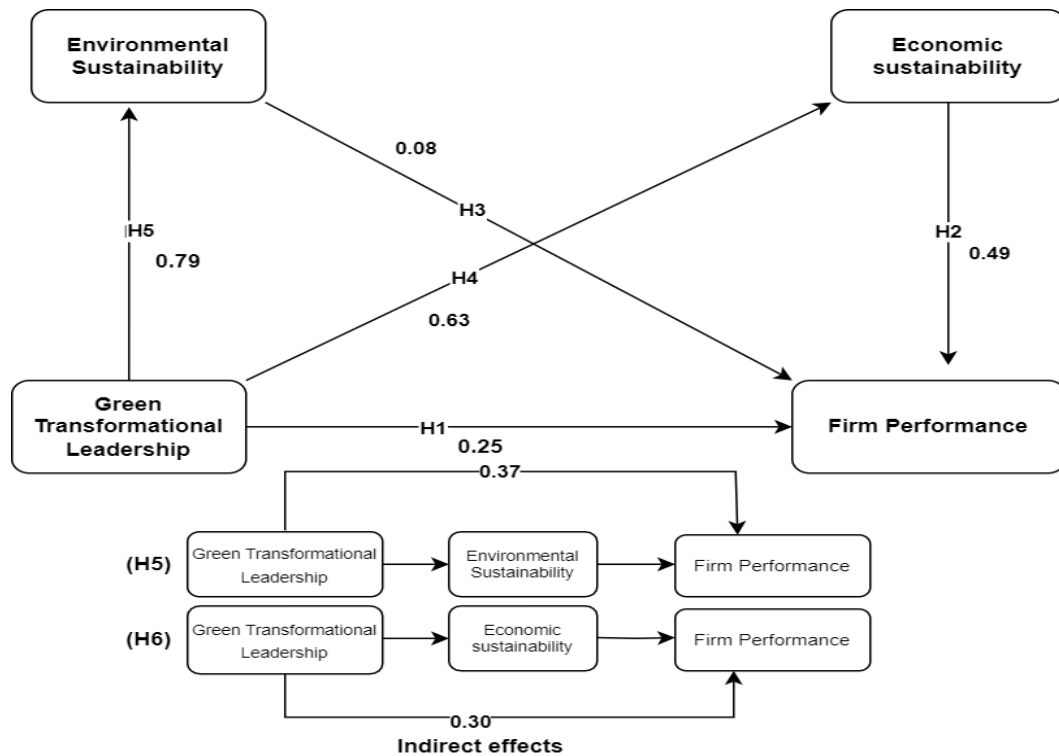 Environmental
Sustainability
Economic
sustainability
0.08
H3
H5
0.79
H2
0.49
H4
0.63
Green
Transformational
Leadership
Firm Performance
H1
0.25
0.37
(H5)
Green Transformational
Leadership
Environmental
Sustainability
Firm Performance
(H6)
Green Transformational
Leadership
Economic
sustainability
Firm Performance
0.30
Indirect effects